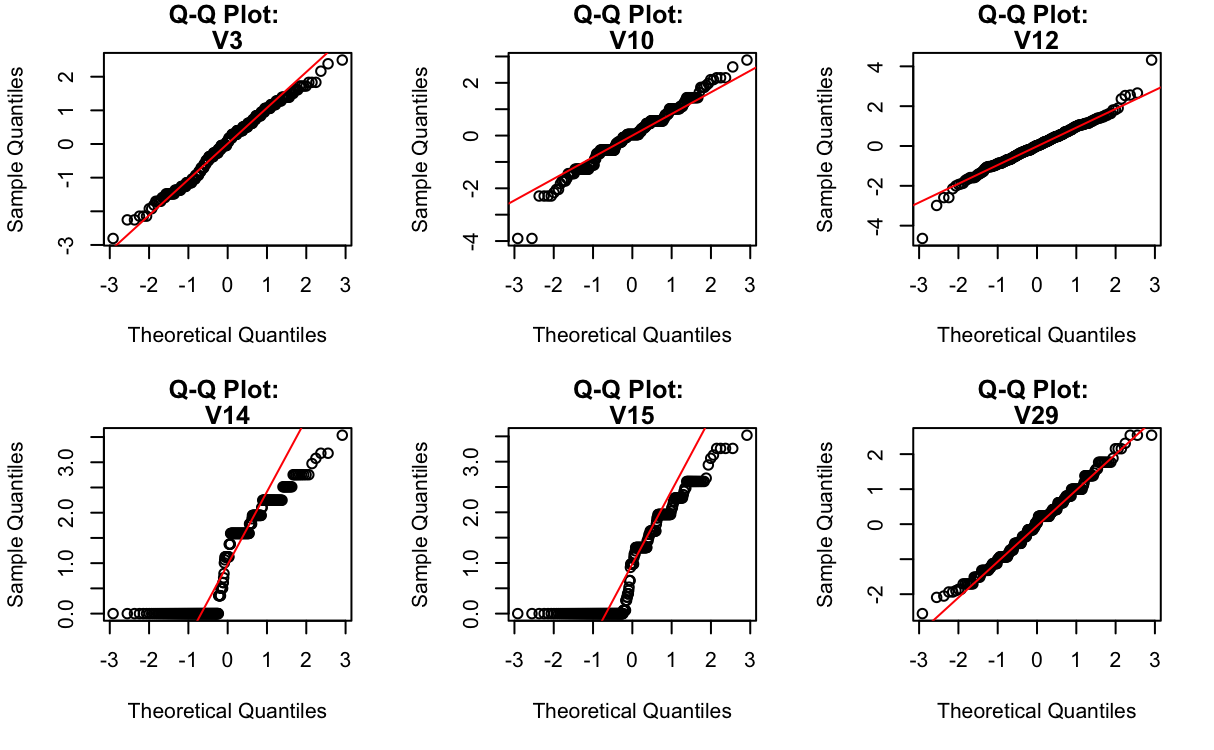 Q-Q Plot:
V3
Sample Quantiles
2
1
0
-1
-3
-3 -2 -1 0 1 2 3
Theoretical Quantiles
Q-Q Plot:
V10
Sample Quantiles
2
0
-2
-4
-3 -2 -1 0 1 2 3
Theoretical Quantiles
Q-Q Plot:
V12
Sample Quantiles
4
2
0
-2
-4
-3 -2 -1 0 1 2 3
Theoretical Quantiles
Q-Q Plot:
V14
Sample Quantiles
3.0
2.0
1.0
0.0
-3 -2 -1 0 1 2 3
Theoretical Quantiles
Q-Q Plot:
V15
Sample Quantiles
3.0
2.0
1.0
0.0
-3 -2 -1 0 1 2 3
Theoretical Quantiles
Q-Q Plot:
V29
Sample Quantiles
2
1
0
-2
-3 -2 -1 0 1 2 3
Theoretical Quantiles